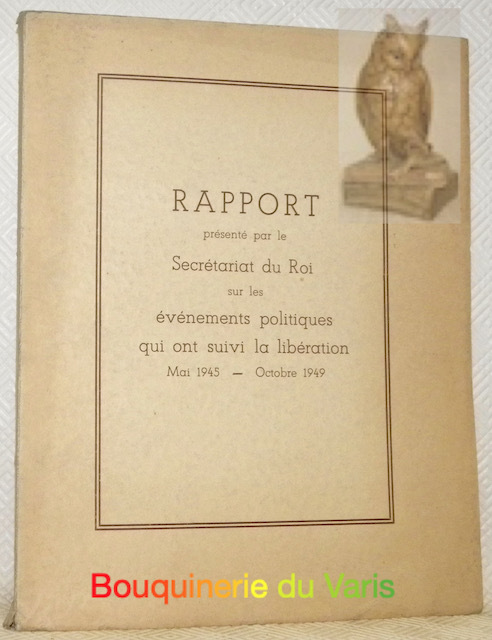 RAPPORT
présenté par le
Secrétariat du Roi
sur les
événements politiques
qui ont suivi la libération
Mai 1945 — Octobre 1949
Bouquinerie du Varis